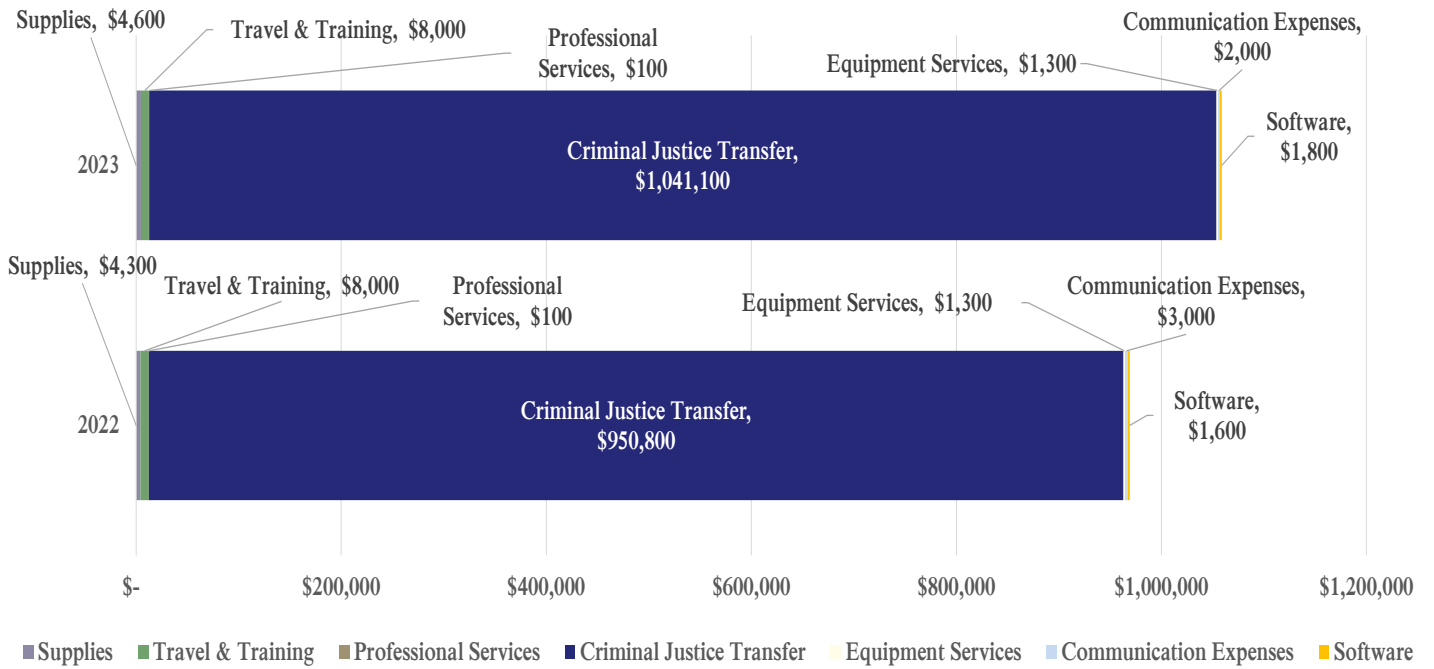 Supplies, $4,600
Travel & Training, $8,000
Professional
Services, $100
Equipment Services, $1,300
Communication Expenses,
$2,000
Software,
$1,800
2023
Criminal Justice Transfer,
$1,041,100
Supplies, $4,300
Travel & Training, $8,000
Professional
Services, $100
Equipment Services, $1,300
Communication Expenses,
$3,000
Software,
$1,600
2022
Criminal Justice Transfer,
$950,800
$- $200,000 $400,000 $600,000 $800,000 $1,000,000 $1,200,000
Supplies Travel & Training Professional Services Criminal Justice Transfer Equipment Services Communication Expenses Software